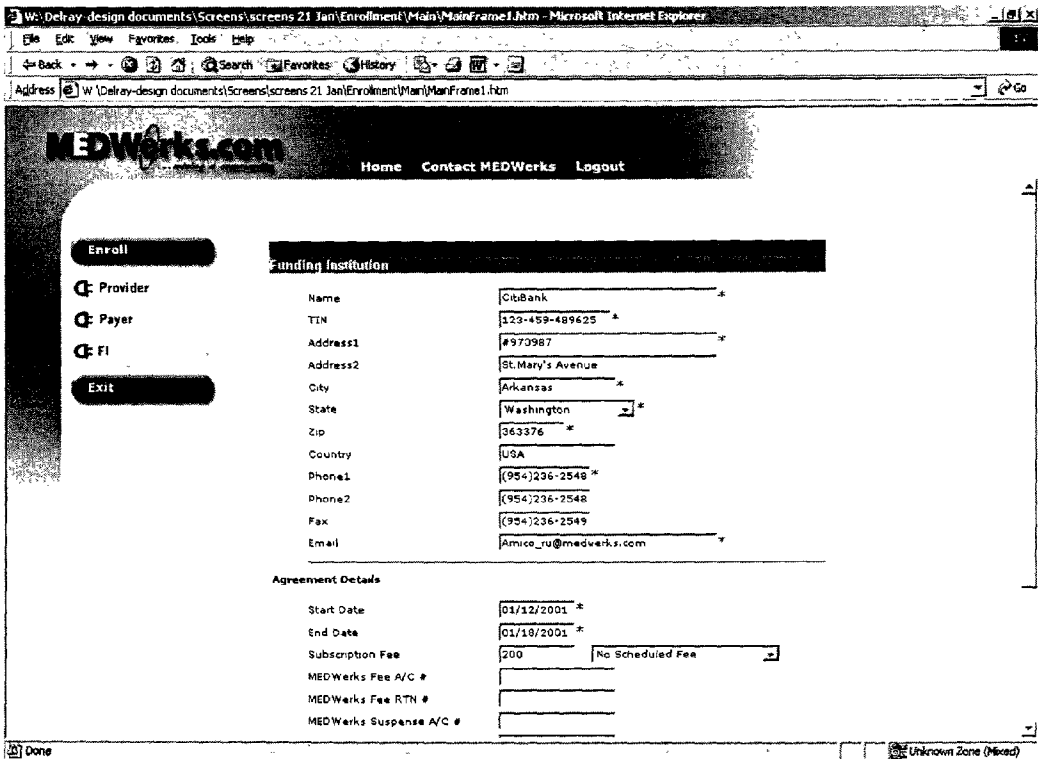 W:\Delray-design documents\Screens\screens 21 Jan\Enrollment\Main\MainFrame1.htm - Microsoft Internet Explorer
File Edit View Favorites Tools Help
Back Search Favorites History
Address W:\Delray-design documents\Screens\screens 21 Jan\Enrollment\Main\MainFrame1.htm Go
MEDWerks.com
Home Contact MEDWerks Logout
Enroll
Provider
Payer
FI
Exit
Funding Institution
Name CitiBank *
TIN 123-459-489625 *
Address1 #970987 *
Address2 St.Mary's Avenue
City Arkansas *
State Washington *
Zip 363376 *
Country USA
Phone1 (954)236-2548 *
Phone2 (954)236-2548
Fax (954)236-2549
Email Amico_ru@medwerks.com *
Agreement Details
Start Date 01/12/2001 *
End Date 01/18/2001 *
Subscription Fee 200 No Scheduled Fee
MEDWerks Fee A/C #
MEDWerks Fee RTN #
MEDWerks Suspense A/C #
Done Unknown Zone (Mixed)